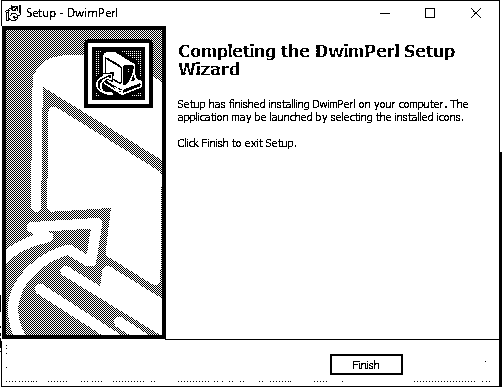 Setup - DwimPerl
Completing the DwimPerl Setup
Wizard
Setup has finished installing DwimPerl on your computer. The
application may be launched by selecting the installed icons.
Click Finish to exit Setup.
Finish